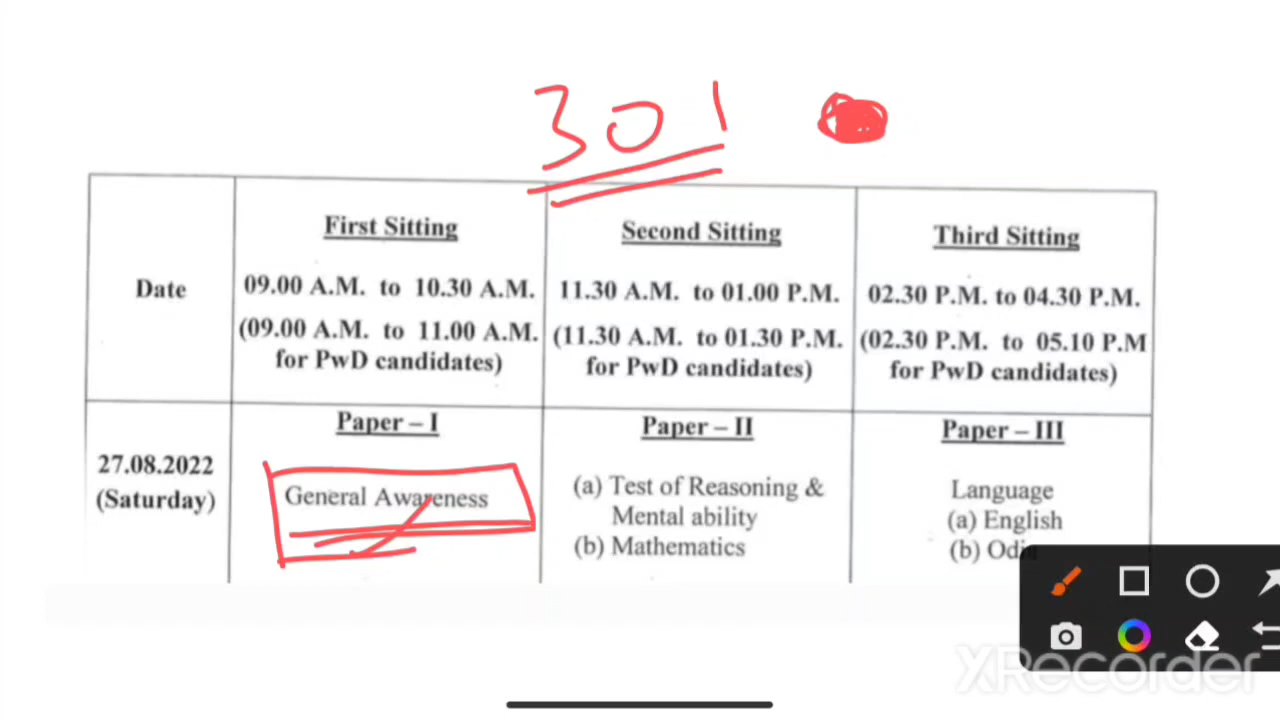 301
First Sitting
Second Sitting
Third Sitting
Date
09.00 A.M. to 10.30 A.M.
11.30 A.M. to 01.00 P.M.
02.30 P.M. to 04.30 P.M.
(09.00 A.M. to 11.00 A.M.
for PwD candidates)
(11.30 A.M. to 01.30 P.M.
for PwD candidates)
(02.30 P.M. to 05.10 P.M
for PwD candidates)
27.08.2022
(Saturday)
Paper – I
General Awareness
Paper – II
(a) Test of Reasoning &
Mental ability
(b) Mathematics
Paper – III
Language
(a) English
(b)
XRecorder